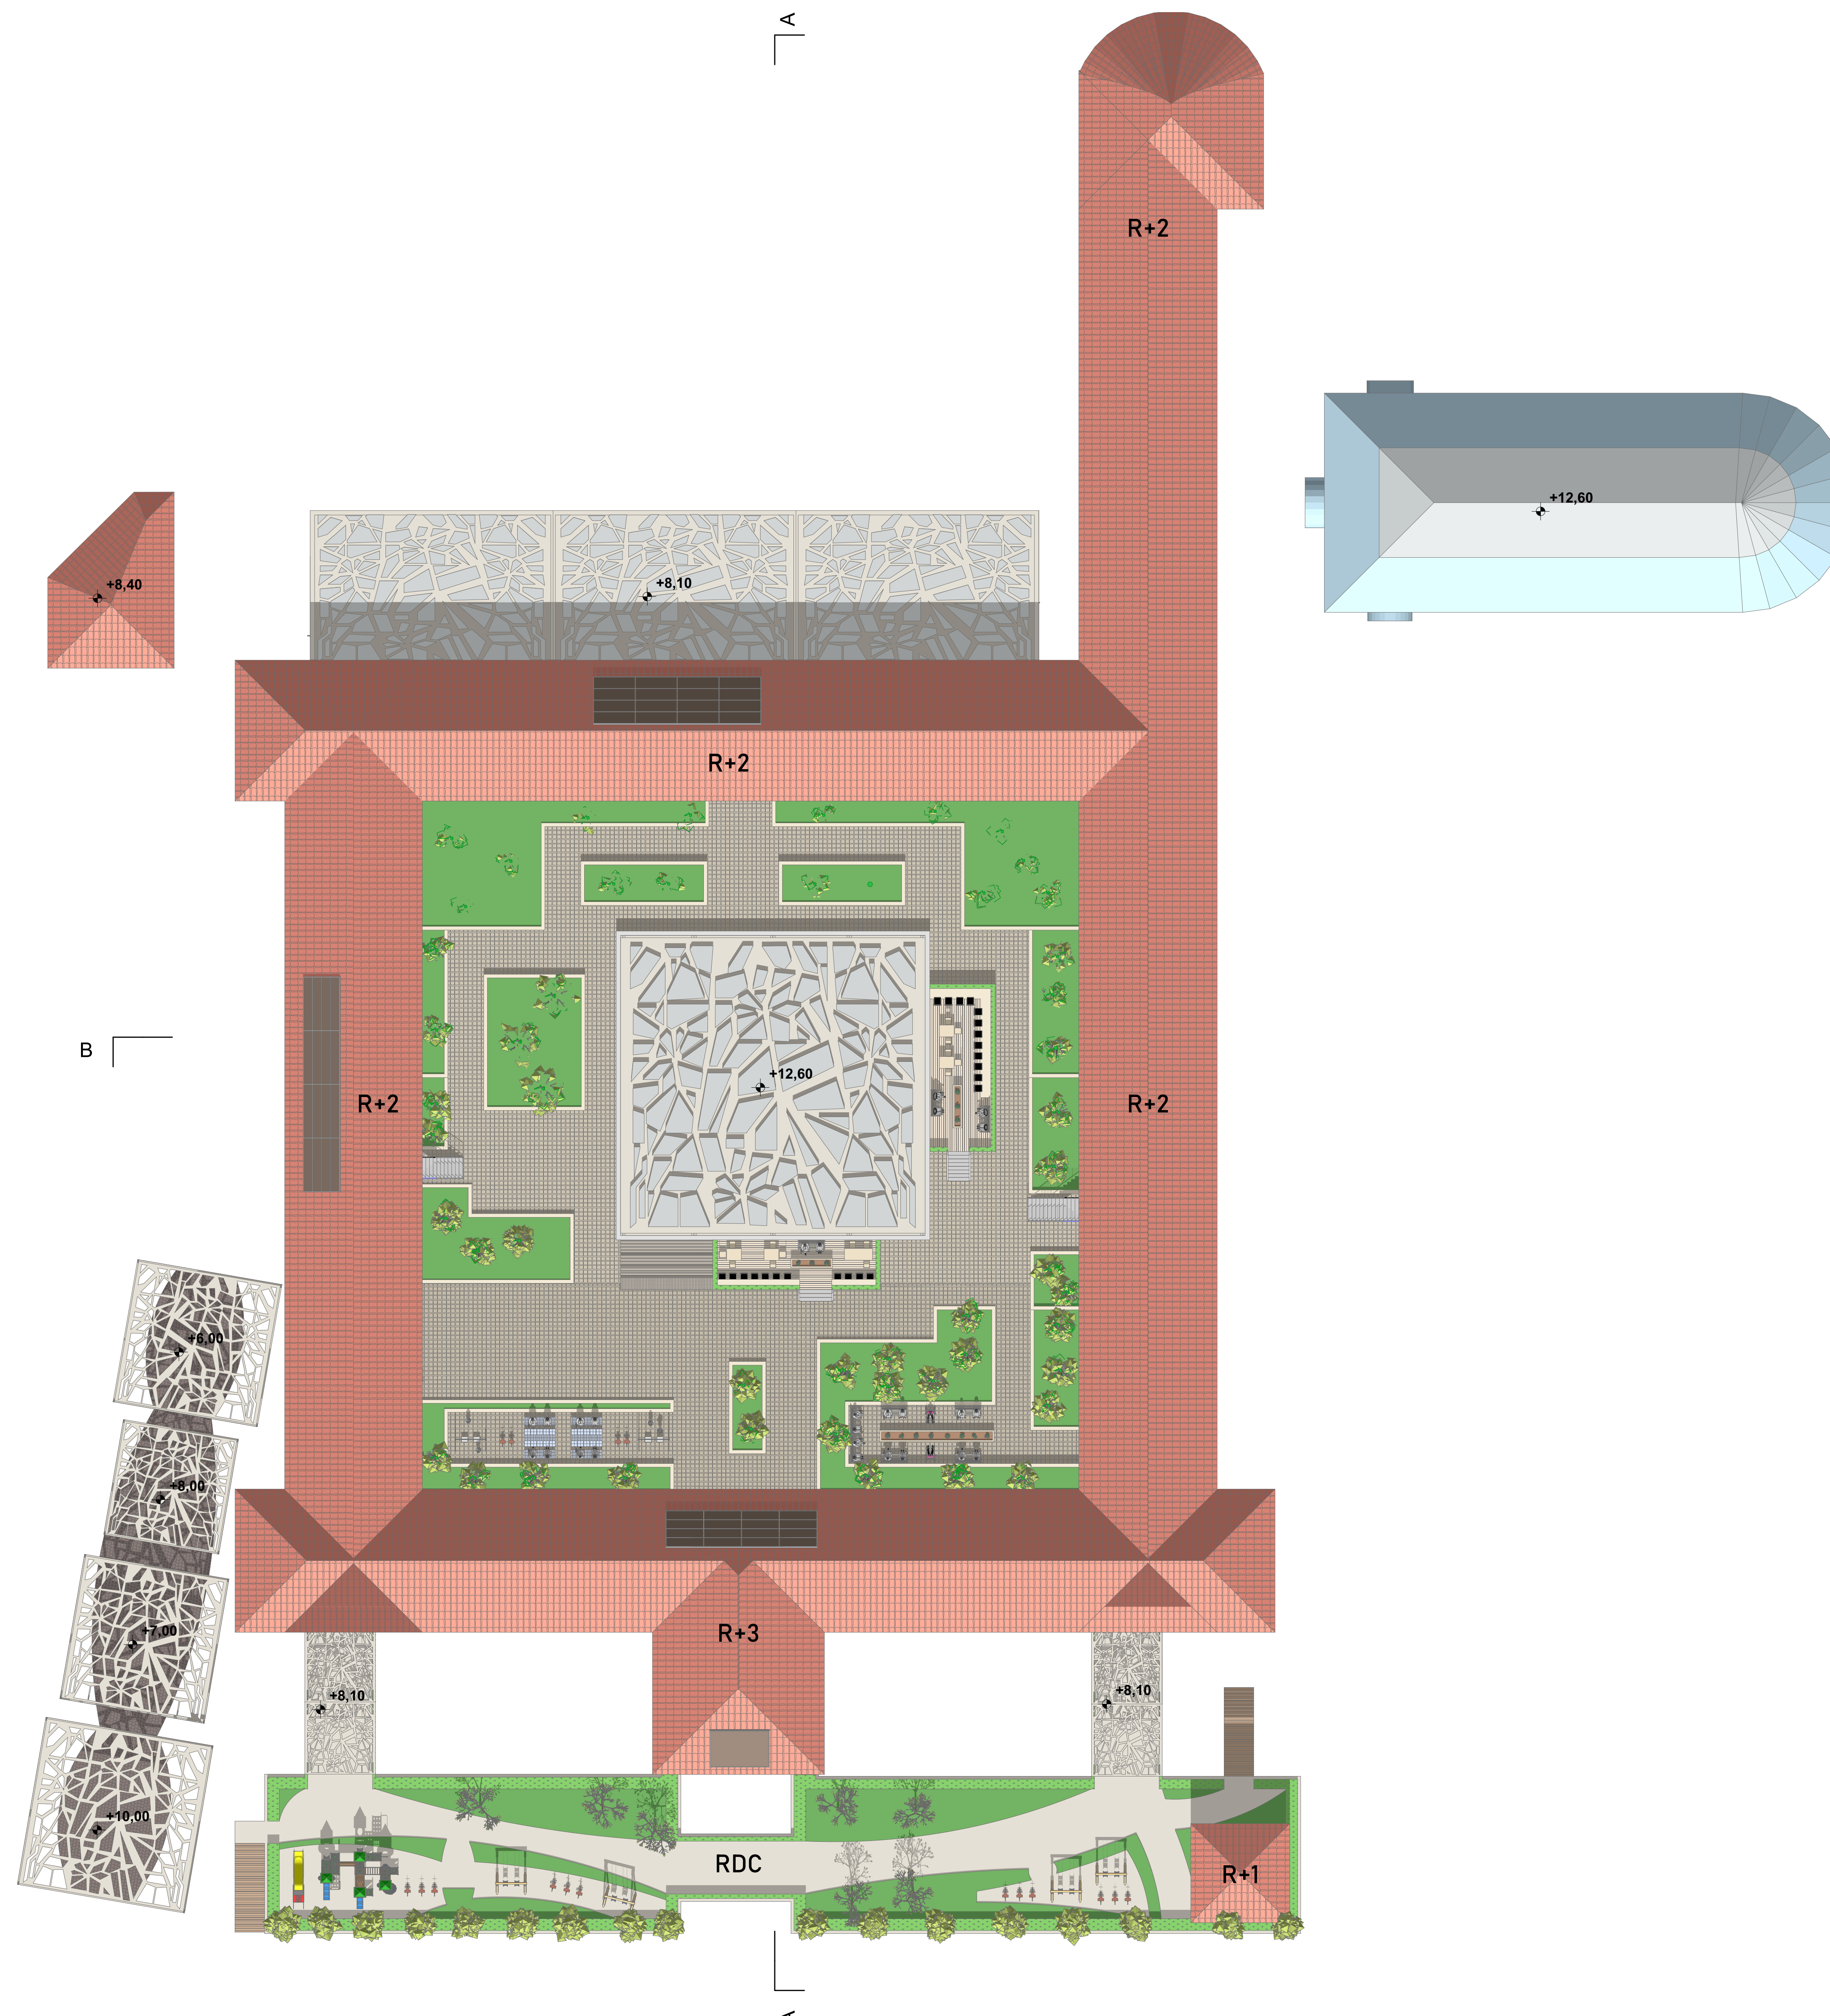 A
R+2
+12,60
+8,40
+8,10
R+2
B
+12,60
R+2
R+2
+6,00
+8,00
+7,00
R+3
+8,10
+8,10
+10,00
RDC
R+1
A